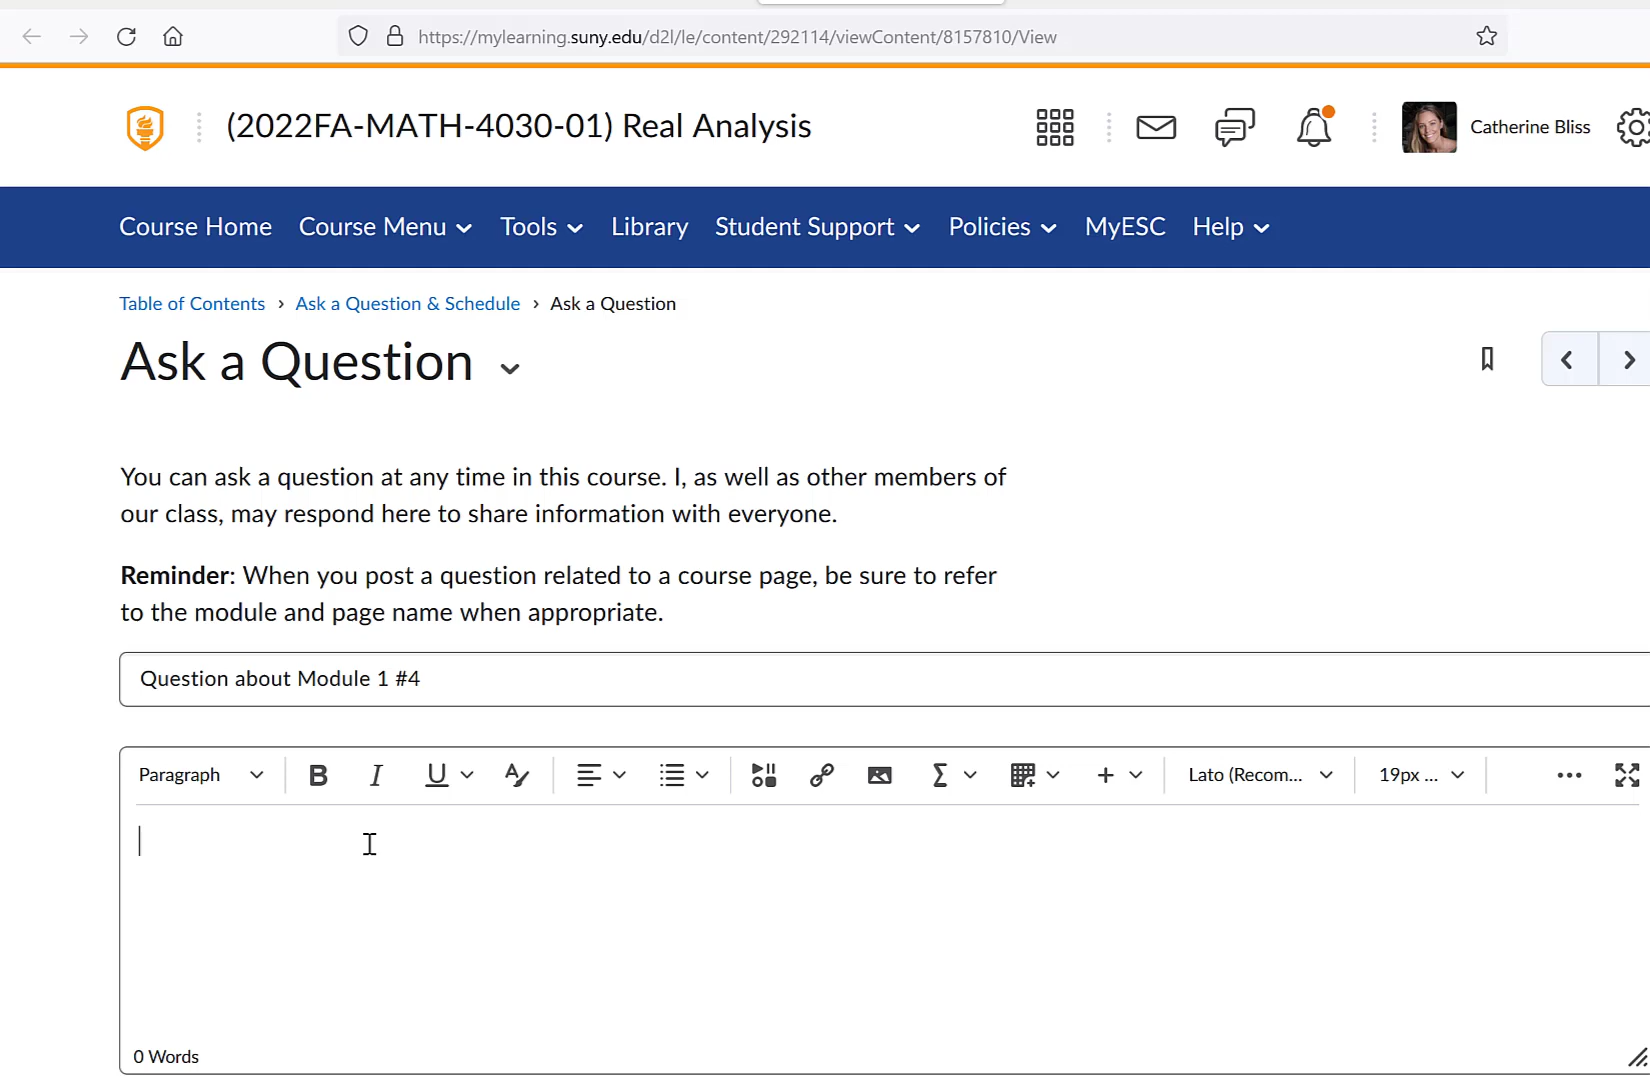 https://mylearning.suny.edu/d2l/le/content/292114/viewContent/8157810/View
(2022FA-MATH-4030-01) Real Analysis
Catherine Bliss
Course Home Course Menu Tools Library Student Support Policies MyESC Help
Table of Contents › Ask a Question & Schedule › Ask a Question
Ask a Question
You can ask a question at any time in this course. I, as well as other members of
our class, may respond here to share information with everyone.
Reminder: When you post a question related to a course page, be sure to refer
to the module and page name when appropriate.
Question about Module 1 #4
Paragraph B I U Lato (Recom... 19px ...
0 Words